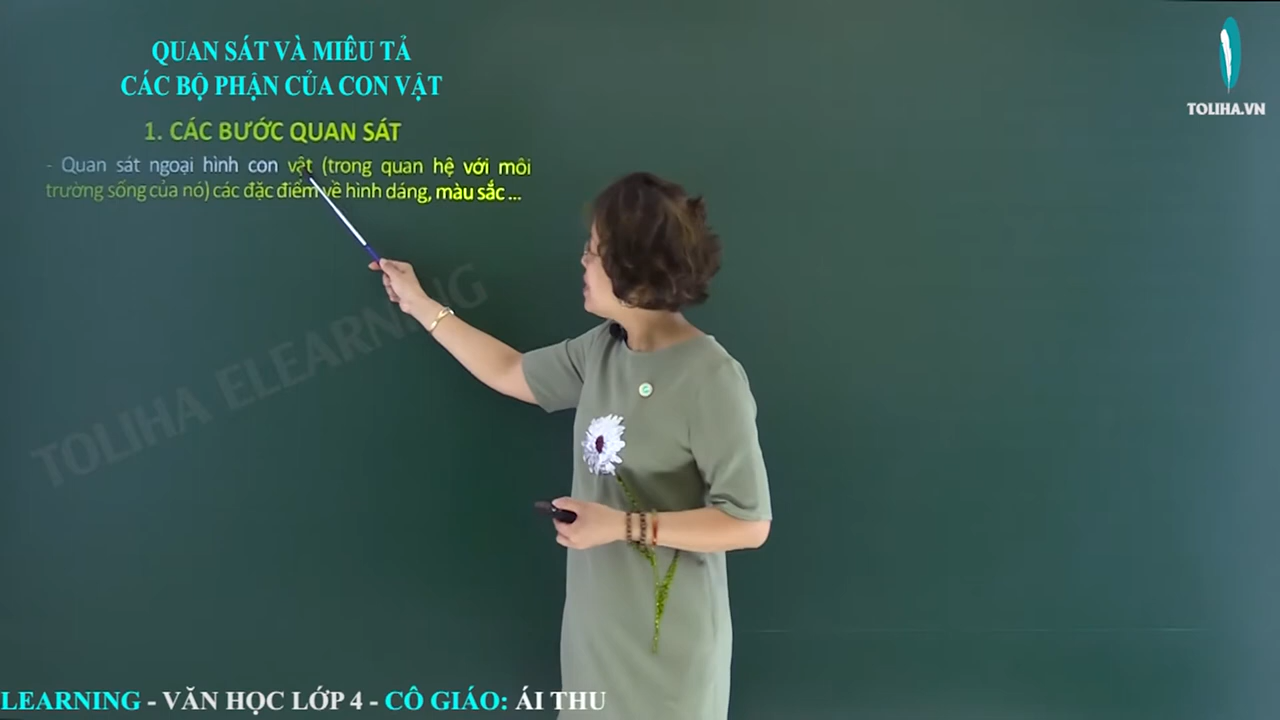 QUAN SÁT VÀ MIÊU TẢ
CÁC BỘ PHẬN CỦA CON VẬT
TOLIHA.VN
1. CÁC BƯỚC QUAN SÁT
- Quan sát ngoại hình con vật (trong quan hệ với môi
trường sống của nó) các đặc điểm về hình dáng, màu sắc ...
TOLIHA ELEARNING
LEARNING - VĂN HỌC LỚP 4 - CÔ GIÁO: ÁI THU